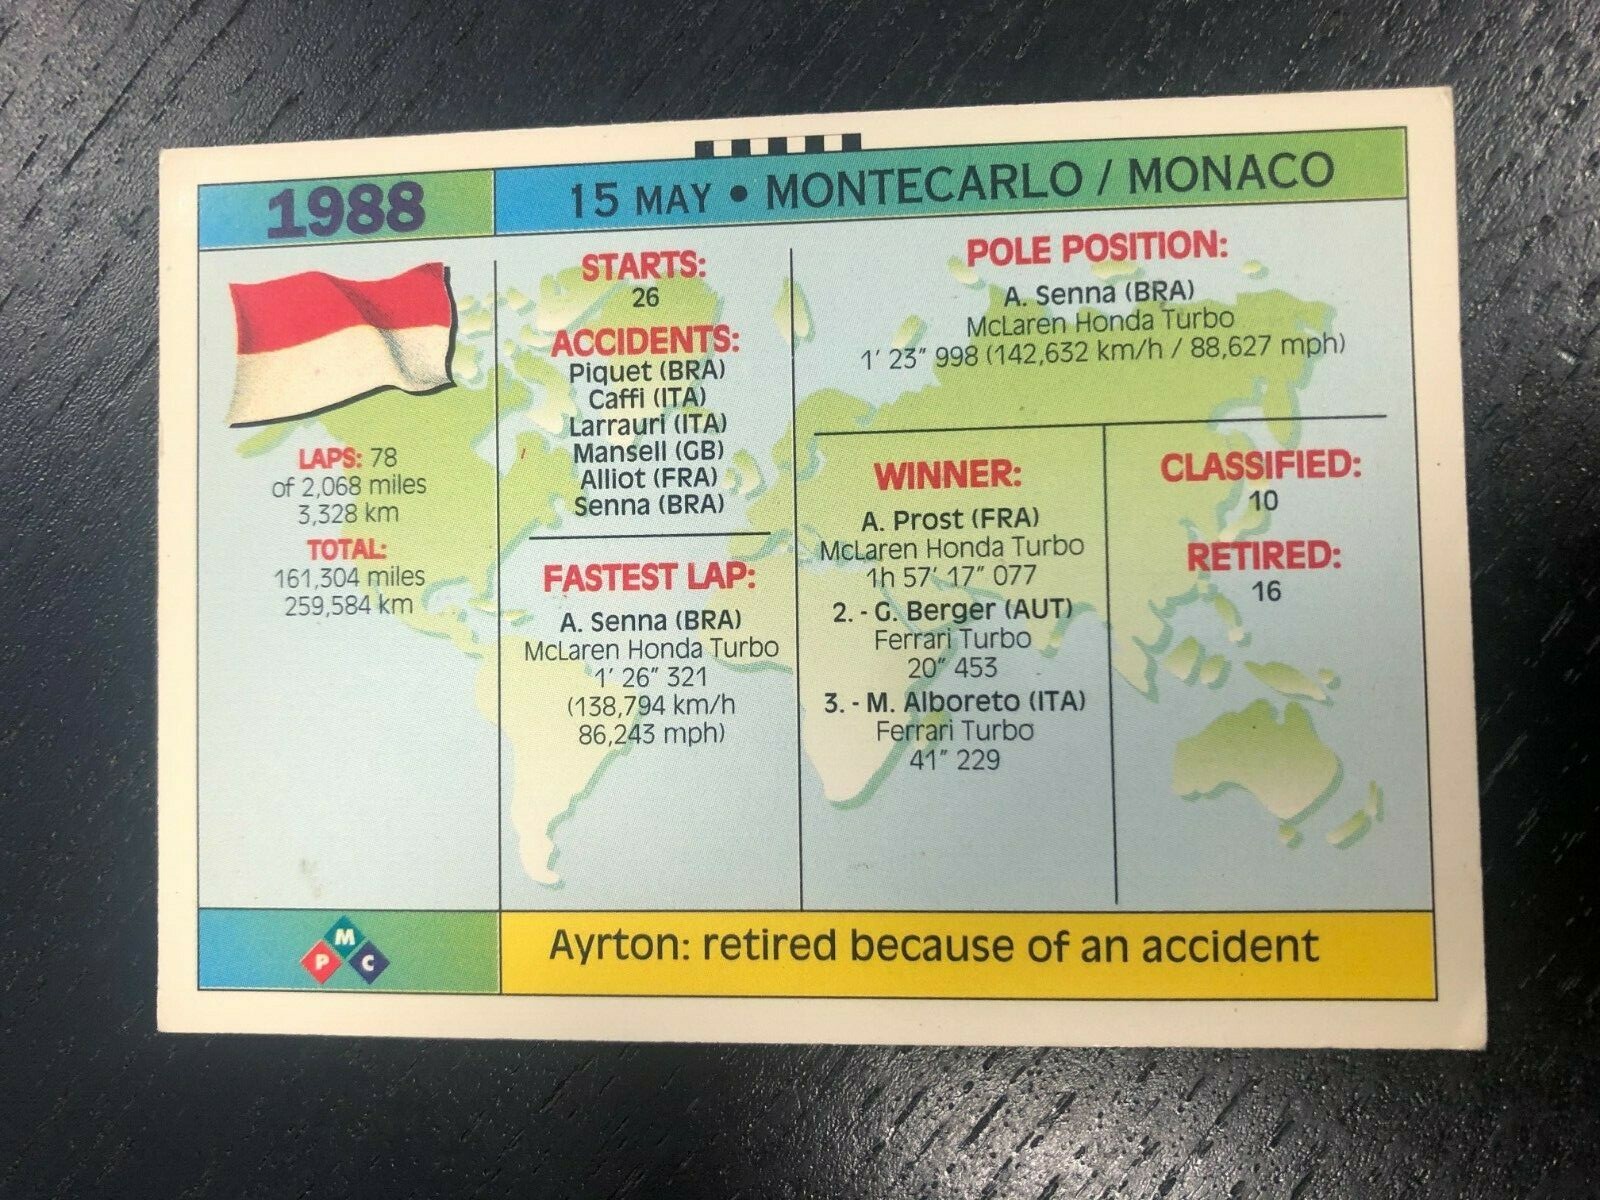 1988
15 MAY • MONTECARLO / MONACO
LAPS: 78
of 2,068 miles
3,328 km
TOTAL:
161,304 miles
259,584 km
STARTS:
26
ACCIDENTS:
Piquet (BRA)
Caffi (ITA)
Larrauri (ITA)
Mansell (GB)
Alliot (FRA)
Senna (BRA)
FASTEST LAP:
A. Senna (BRA)
McLaren Honda Turbo
1' 26" 321
(138,794 km/h
86,243 mph)
POLE POSITION:
A. Senna (BRA)
McLaren Honda Turbo
1' 23" 998 (142,632 km/h / 88,627 mph)
WINNER:
A. Prost (FRA)
McLaren Honda Turbo
1h 57' 17" 077
2. - G. Berger (AUT)
Ferrari Turbo
20" 453
3. - M. Alboreto (ITA)
Ferrari Turbo
41" 229
CLASSIFIED:
10
RETIRED:
16
M
P C
Ayrton: retired because of an accident